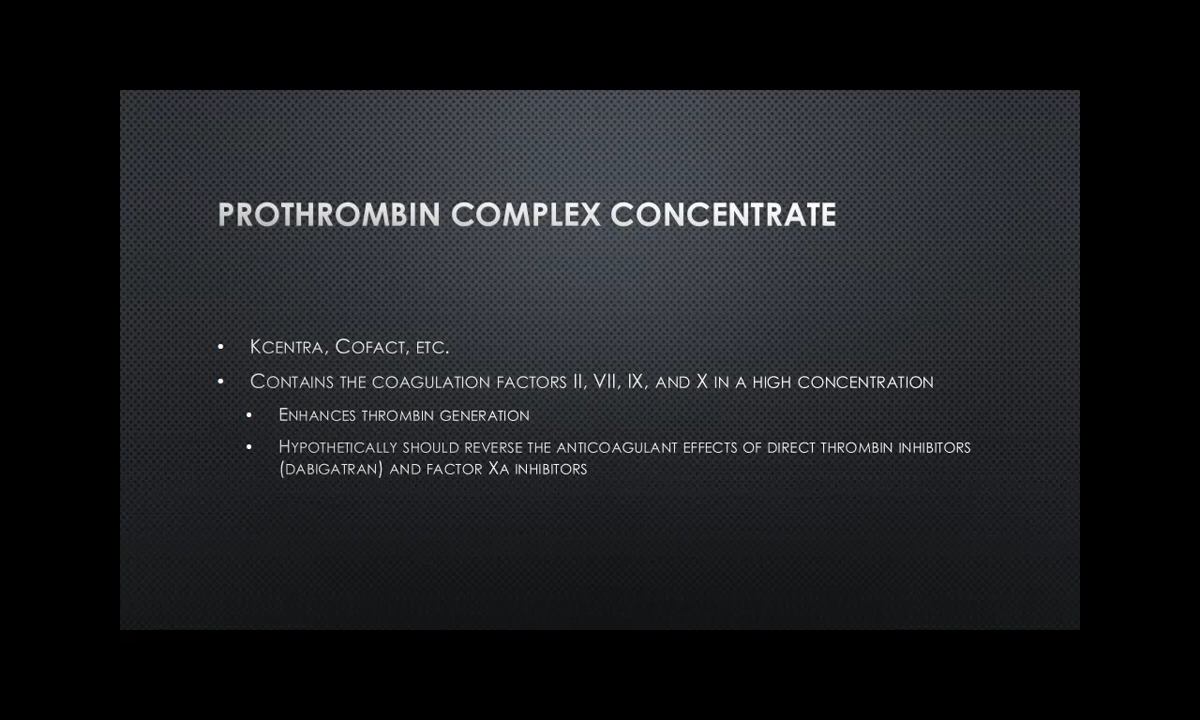 PROTHROMBIN COMPLEX CONCENTRATE
• KCENTRA, COFACT, ETC.
• CONTAINS THE COAGULATION FACTORS II, VII, IX, AND X IN A HIGH CONCENTRATION
• ENHANCES THROMBIN GENERATION
• HYPOTHETICALLY SHOULD REVERSE THE ANTICOAGULANT EFFECTS OF DIRECT THROMBIN INHIBITORS
(DABIGATRAN) AND FACTOR XA INHIBITORS